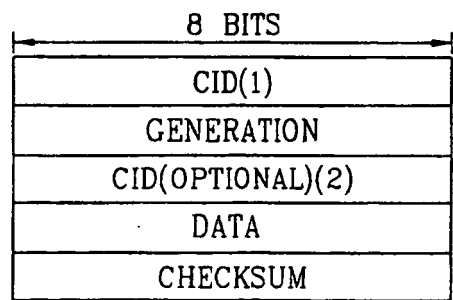 8 BITS
CID(1)
GENERATION
CID(OPTIONAL)(2)
DATA
CHECKSUM